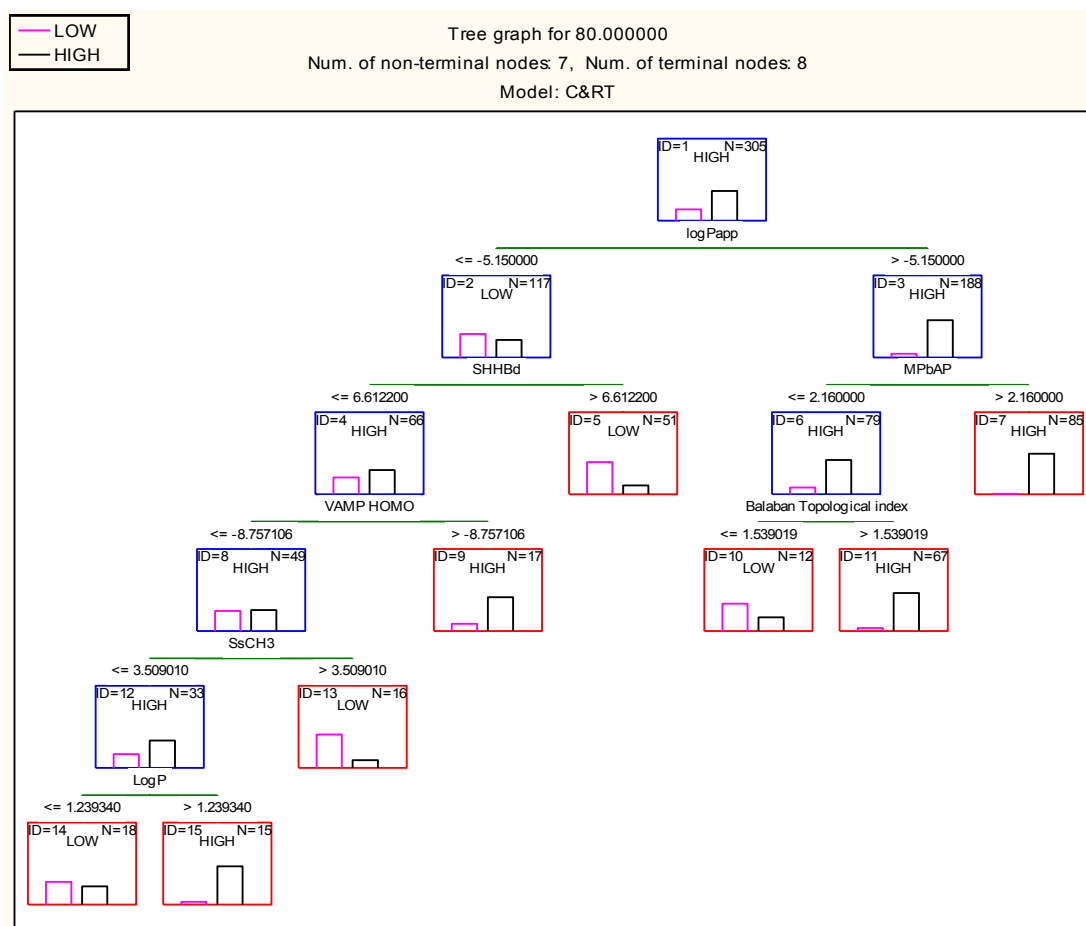 LOW
HIGH
Tree graph for 80.000000
Num. of non-terminal nodes: 7, Num. of terminal nodes: 8
Model: C&RT
ID=1 N=305
HIGH
logPapp
<= -5.150000 > -5.150000
ID=2 N=117 ID=3 N=188
LOW HIGH
SHHBd MPbAP
<= 6.612200 > 6.612200 <= 2.160000 > 2.160000
ID=4 N=66 ID=5 N=51 ID=6 N=79 ID=7 N=85
HIGH LOW HIGH HIGH
VAMP HOMO Balaban Topological index
<= -8.757106 > -8.757106 <= 1.539019 > 1.539019
ID=8 N=49 ID=9 N=17 ID=10 N=12 ID=11 N=67
HIGH HIGH LOW HIGH
SsCH3
<= 3.509010 > 3.509010
ID=12 N=33 ID=13 N=16
HIGH LOW
LogP
<= 1.239340 > 1.239340
ID=14 N=18 ID=15 N=15
LOW HIGH